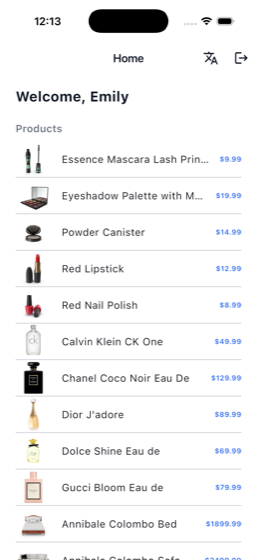 12:13
Home
Welcome, Emily
Products
Essence Mascara Lash Prin... $9.99
Eyeshadow Palette with M... $19.99
Powder Canister $14.99
Red Lipstick $12.99
Red Nail Polish $8.99
Calvin Klein CK One $49.99
Chanel Coco Noir Eau De $129.99
Dior J'adore $89.99
Dolce Shine Eau de $69.99
Gucci Bloom Eau de $79.99
Annibale Colombo Bed $1899.99
Annibale Colombo Sofa